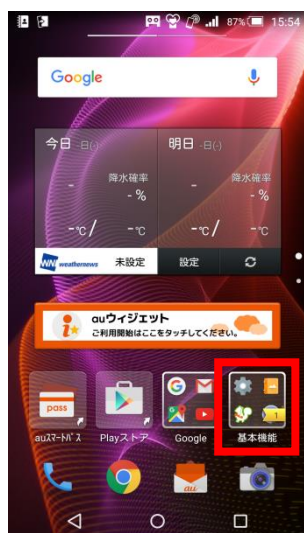 87% 15:54
Google
今日 -日(-)
明日 -日(-)
降水確率
- %
降水確率
- %
-
-
-℃/ -℃
-℃/ -℃
weathernews 未設定 設定
auウィジェット
ご利用開始はここをタッチしてください。
pass
1
auスマートパス Playストア Google 基本機能
au